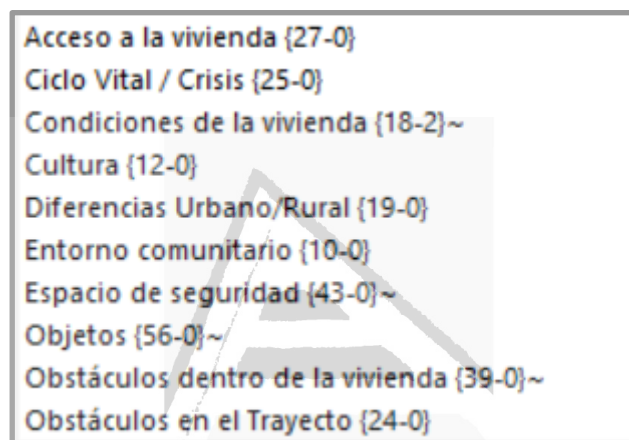 Acceso a la vivienda {27-0}
Ciclo Vital / Crisis {25-0}
Condiciones de la vivienda {18-2}~
Cultura {12-0}
Diferencias Urbano/Rural {19-0}
Entorno comunitario {10-0}
Espacio de seguridad {43-0}~
Objetos {56-0}~
Obstáculos dentro de la vivienda {39-0}~
Obstáculos en el Trayecto {24-0}